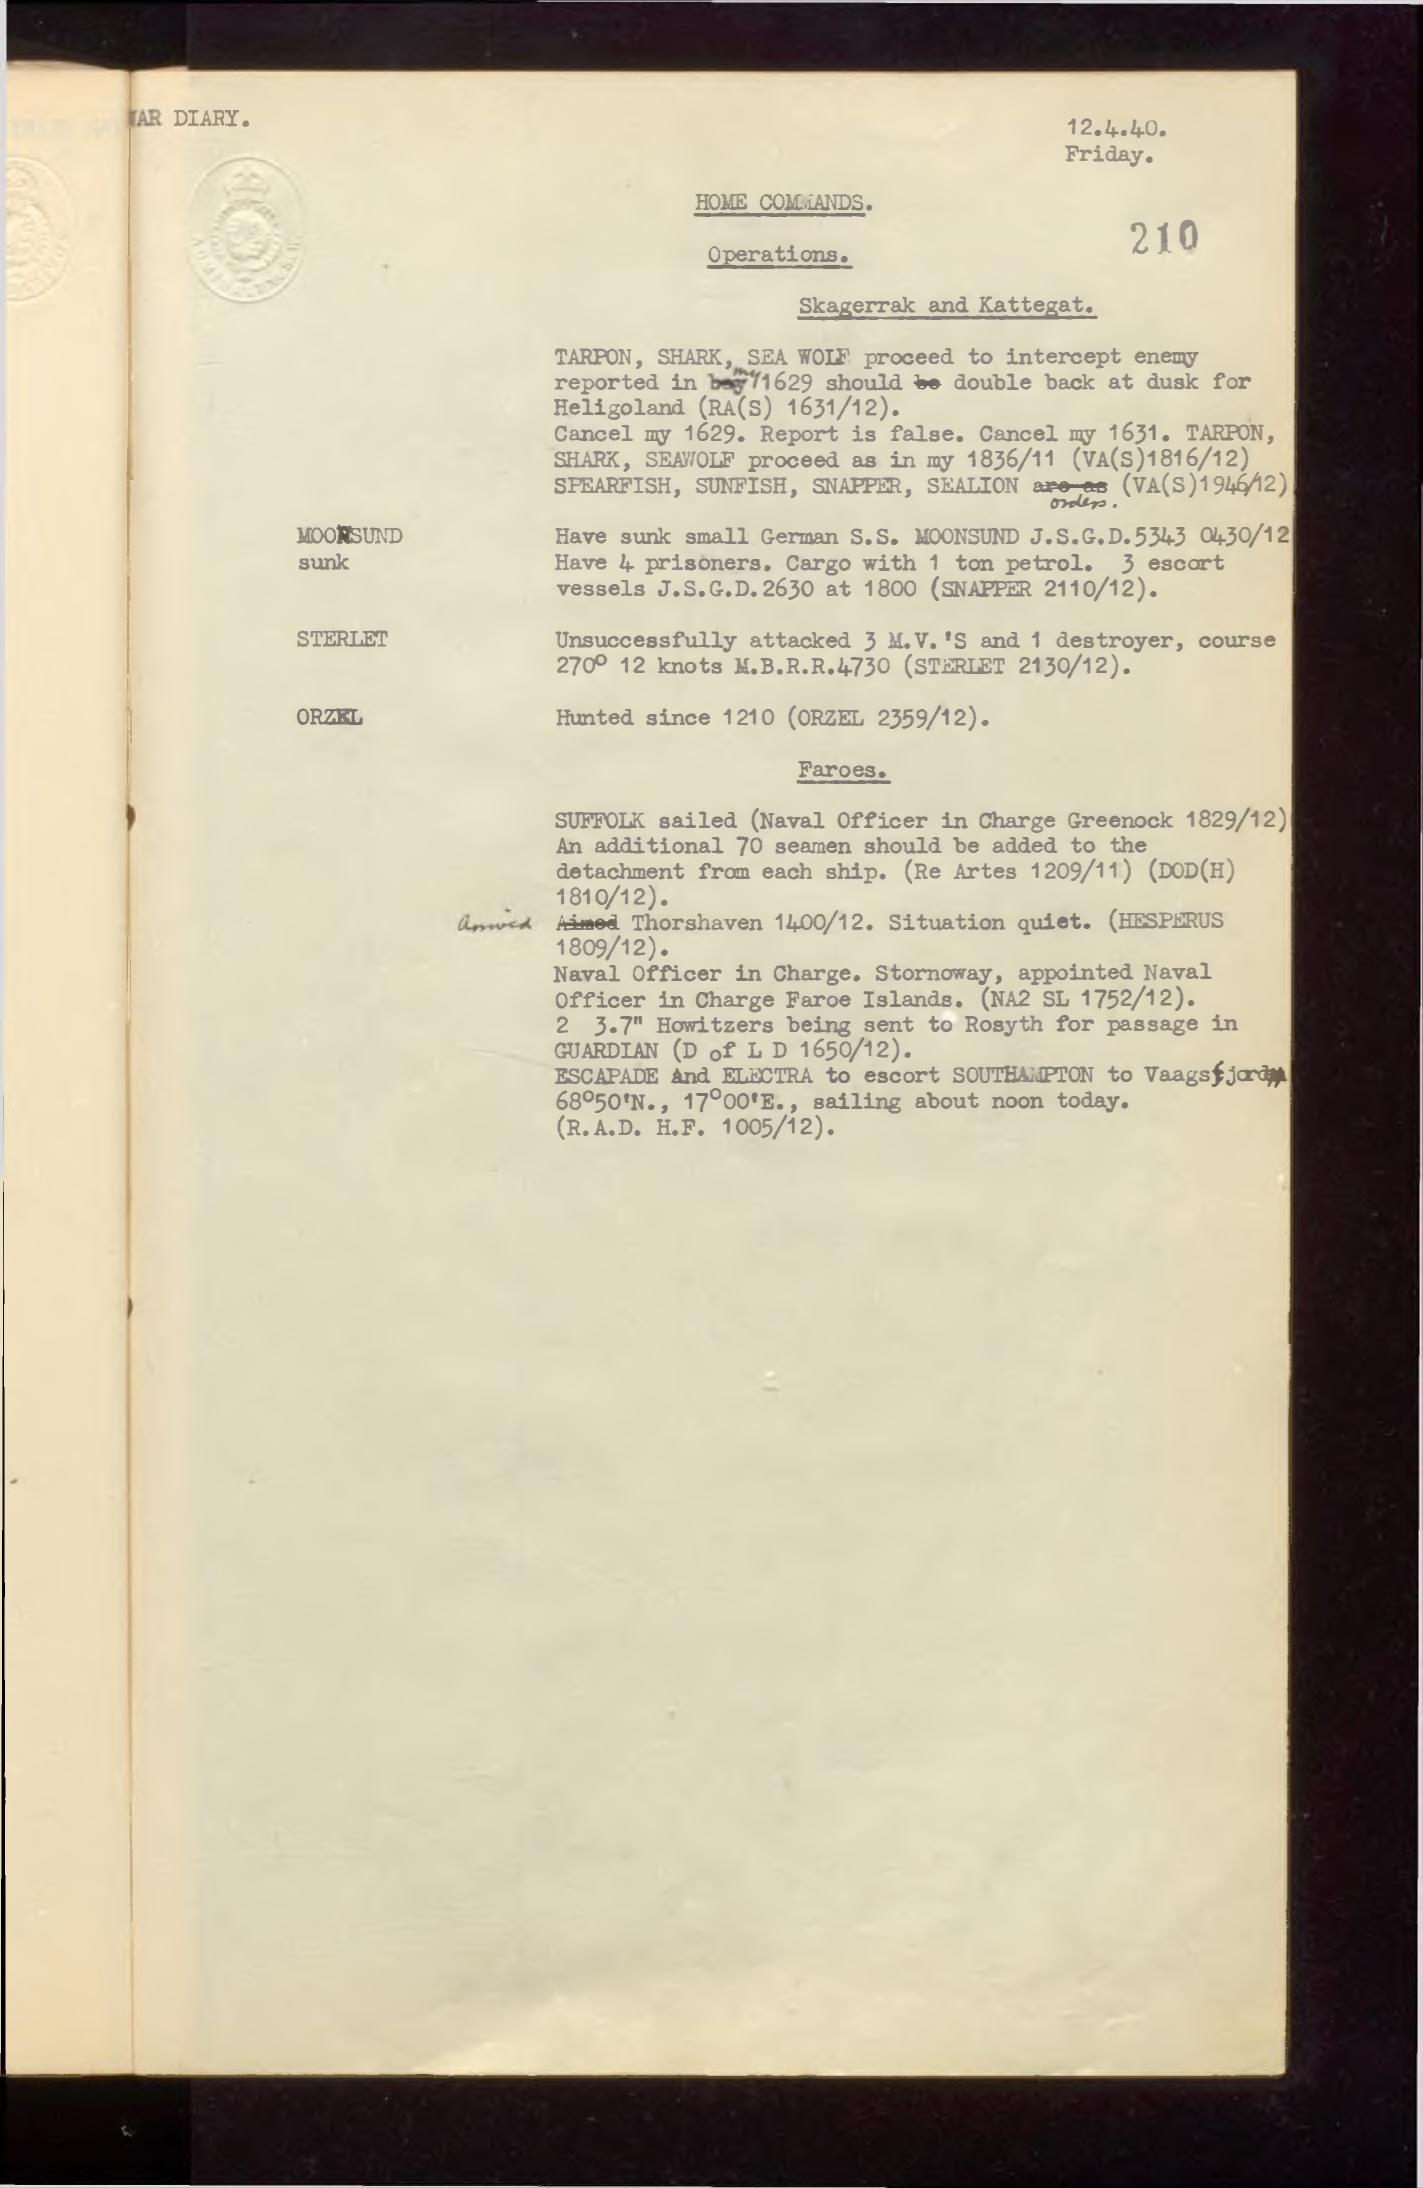 WAR DIARY.
12.4.40.
Friday.
HOME COMMANDS.
210
Operations.
Skagerrak and Kattegat.
TARPON, SHARK, SEA WOLF proceed to intercept enemy
reported in my 1629 should be double back at dusk for
Heligoland (RA(S) 1631/12).
Cancel my 1629. Report is false. Cancel my 1631. TARPON,
SHARK, SEAWOLF proceed as in my 1836/11 (VA(S)1816/12)
SPEARFISH, SUNFISH, SNAPPER, SEALION are as (VA(S)1946/12)
orders.
MOONSUND Have sunk small German S.S. MOONSUND J.S.G.D.5343 0430/12
sunk Have 4 prisoners. Cargo with 1 ton petrol. 3 escort
vessels J.S.G.D.2630 at 1800 (SNAPPER 2110/12).
STERLET Unsuccessfully attacked 3 M.V.'S and 1 destroyer, course
270° 12 knots M.B.R.R.4730 (STERLET 2130/12).
ORZEL Hunted since 1210 (ORZEL 2359/12).
Faroes.
SUFFOLK sailed (Naval Officer in Charge Greenock 1829/12)
An additional 70 seamen should be added to the
detachment from each ship. (Re Artes 1209/11) (DOD(H)
1810/12).
Arrived Aimed Thorshaven 1400/12. Situation quiet. (HESPERUS
1809/12).
Naval Officer in Charge. Stornoway, appointed Naval
Officer in Charge Faroe Islands. (NA2 SL 1752/12).
2 3.7" Howitzers being sent to Rosyth for passage in
GUARDIAN (D of L D 1650/12).
ESCAPADE And ELECTRA to escort SOUTHAMPTON to Vaagsfjord
68°50'N., 17°00'E., sailing about noon today.
(R.A.D. H.F. 1005/12).